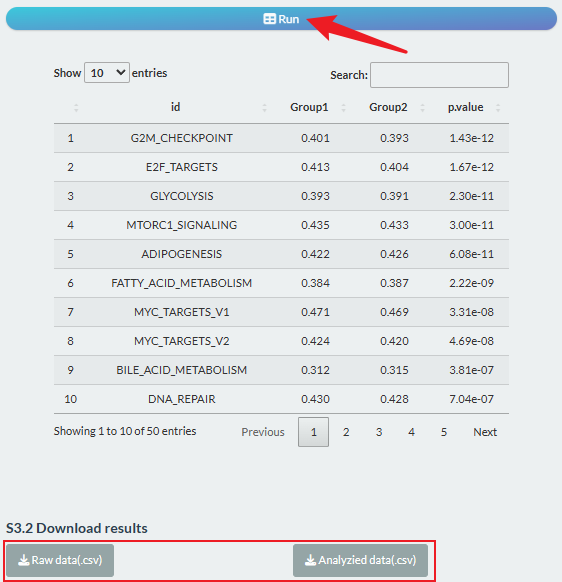 Run
Show 10 entries Search:
id Group1 Group2 p.value
1 G2M_CHECKPOINT 0.401 0.393 1.43e-12
2 E2F_TARGETS 0.413 0.404 1.67e-12
3 GLYCOLYSIS 0.393 0.391 2.30e-11
4 MTORC1_SIGNALING 0.435 0.433 3.00e-11
5 ADIPOGENESIS 0.422 0.426 6.08e-11
6 FATTY_ACID_METABOLISM 0.384 0.387 2.22e-09
7 MYC_TARGETS_V1 0.471 0.469 3.31e-08
8 MYC_TARGETS_V2 0.424 0.420 4.69e-08
9 BILE_ACID_METABOLISM 0.312 0.315 3.81e-07
10 DNA_REPAIR 0.430 0.428 7.04e-07
Showing 1 to 10 of 50 entries Previous 1 2 3 4 5 Next
S3.2 Download results
Raw data(.csv) Analyzied data(.csv)